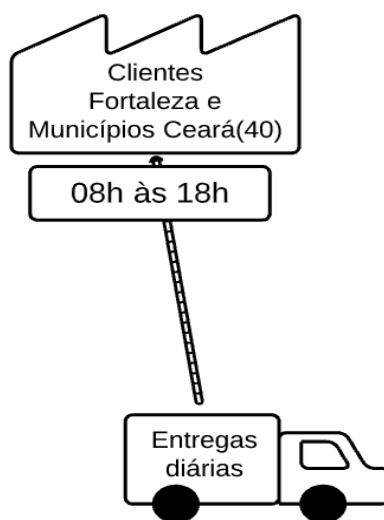 Clientes
Fortaleza e
Municípios Ceará(40)
08h às 18h
Entregas
diárias